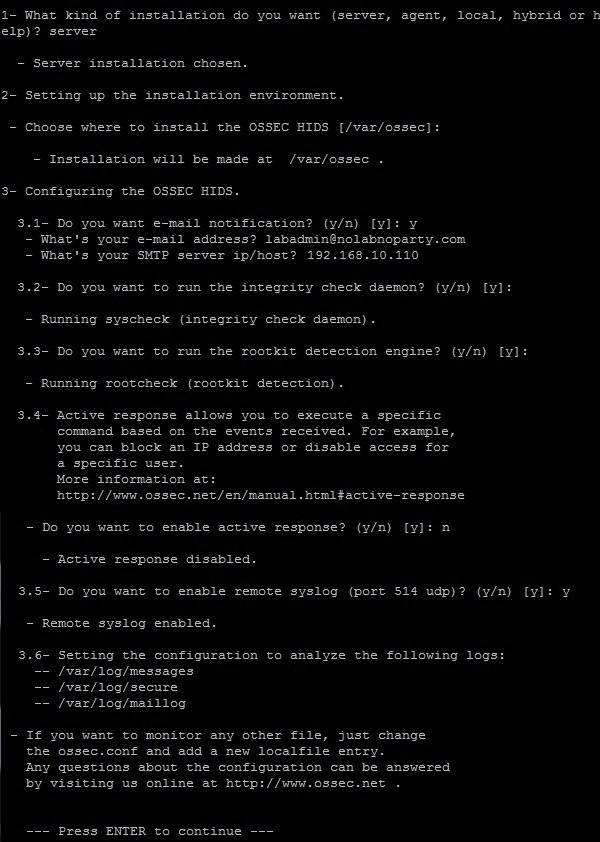 1- What kind of installation do you want (server, agent, local, hybrid or h
elp)? server
- Server installation chosen.
2- Setting up the installation environment.
- Choose where to install the OSSEC HIDS [/var/ossec]:
- Installation will be made at  /var/ossec .
3- Configuring the OSSEC HIDS.
3.1- Do you want e-mail notification? (y/n) [y]: y
- What's your e-mail address? labadmin@nolabnoparty.com
- What's your SMTP server ip/host? 192.168.10.110
3.2- Do you want to run the integrity check daemon? (y/n) [y]:
- Running syscheck (integrity check daemon).
3.3- Do you want to run the rootkit detection engine? (y/n) [y]:
- Running rootcheck (rootkit detection).
3.4- Active response allows you to execute a specific
command based on the events received. For example,
you can block an IP address or disable access for
a specific user.
More information at:
http://www.ossec.net/en/manual.html#active-response
- Do you want to enable active response? (y/n) [y]: n
- Active response disabled.
3.5- Do you want to enable remote syslog (port 514 udp)? (y/n) [y]: y
- Remote syslog enabled.
3.6- Setting the configuration to analyze the following logs:
-- /var/log/messages
-- /var/log/secure
-- /var/log/maillog
- If you want to monitor any other file, just change
the ossec.conf and add a new localfile entry.
Any questions about the configuration can be answered
by visiting us online at http://www.ossec.net .
--- Press ENTER to continue ---